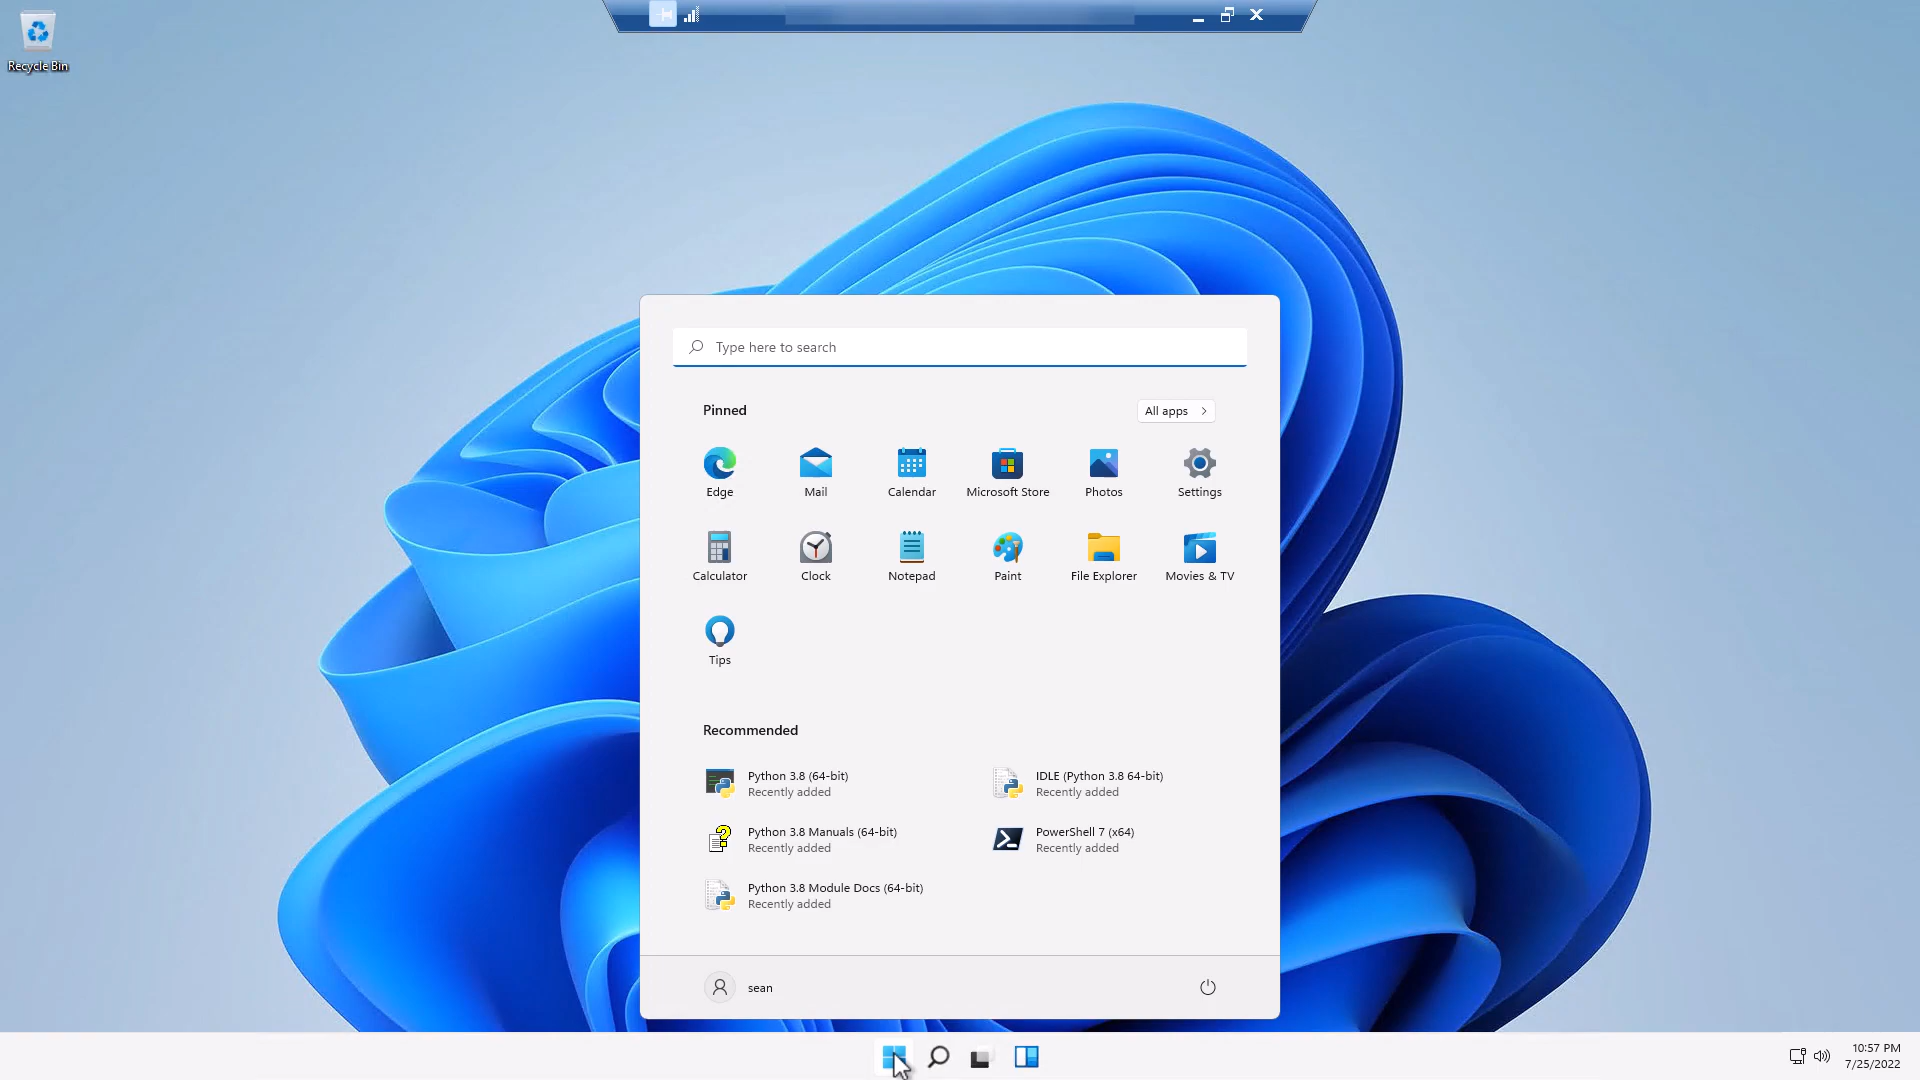 Recycle Bin
Type here to search
Pinned
All apps
Edge
Mail
Calendar
Microsoft Store
Photos
Settings
Calculator
Clock
Notepad
Paint
File Explorer
Movies & TV
Tips
Recommended
Python 3.8 (64-bit)
Recently added
IDLE (Python 3.8 64-bit)
Recently added
Python 3.8 Manuals (64-bit)
Recently added
PowerShell 7 (x64)
Recently added
Python 3.8 Module Docs (64-bit)
Recently added
sean
10:57 PM
7/25/2022